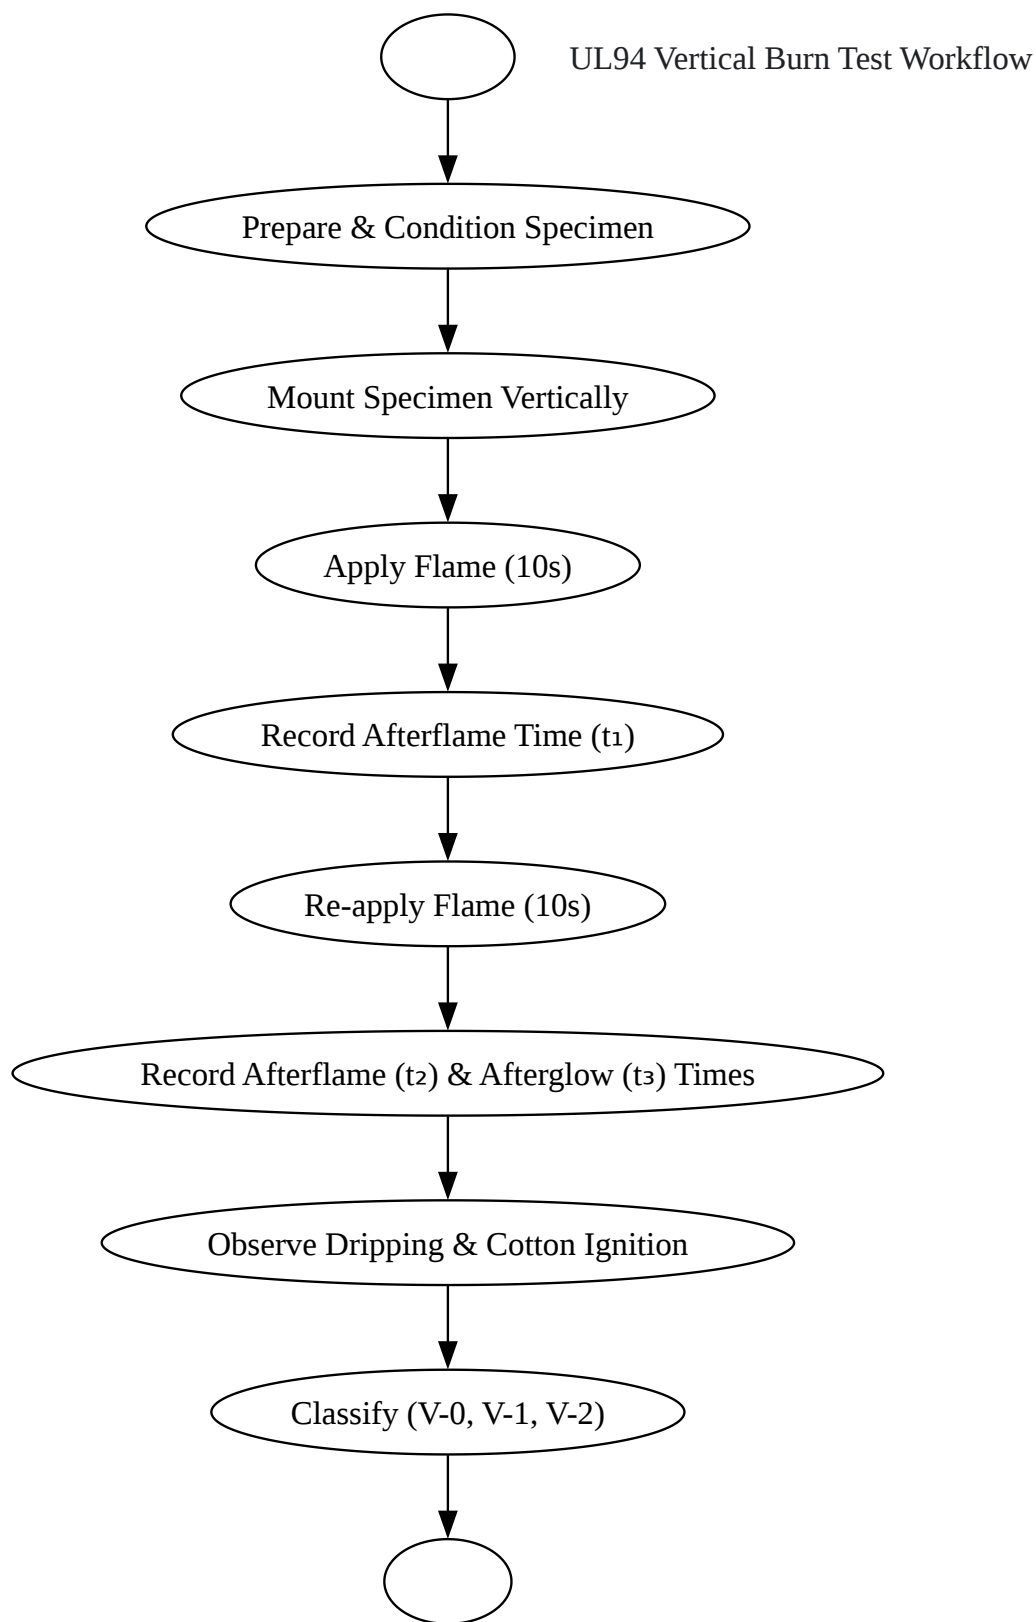 UL94 Vertical Burn Test Workflow
Prepare & Condition Specimen
Mount Specimen Vertically
Apply Flame (10s)
Record Afterflame Time (t₁)
Re-apply Flame (10s)
Record Afterflame (t₂) & Afterglow (t₃) Times
Observe Dripping & Cotton Ignition
Classify (V-0, V-1, V-2)